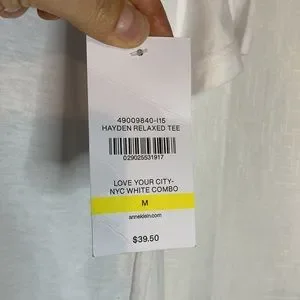 49009840-I15
HAYDEN RELAXED TEE
029025531917
LOVE YOUR CITY-
NYC WHITE COMBO
M
anneklein.com
$39.50